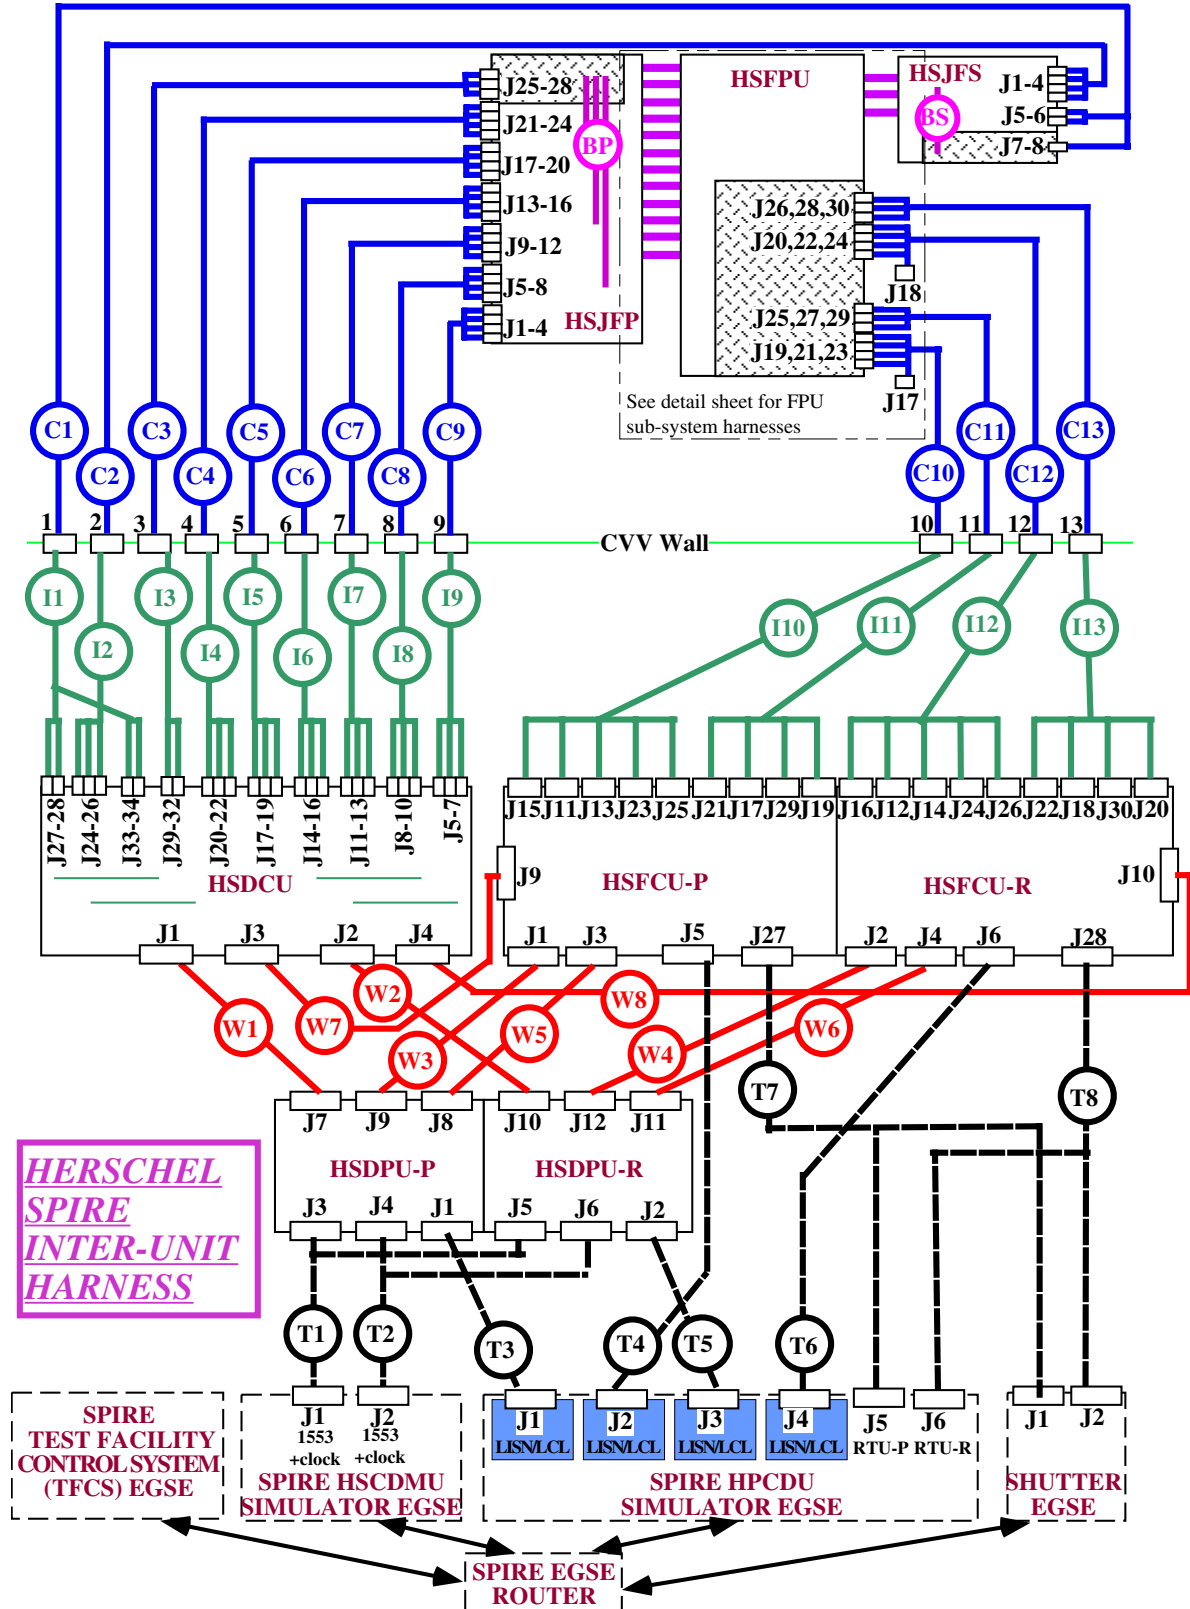 HSJFP
J25-28
J21-24
J17-20
J13-16
J9-12
J5-8
J1-4
BP
HSFPU
J26,28,30
J20,22,24
J18
J25,27,29
J19,21,23
J17
HSJFS
J1-4
J5-6
J7-8
BS
See detail sheet for FPU
sub-system harnesses
C1
C2
C3
C4
C5
C6
C7
C8
C9
C10
C11
C12
C13
1
2
3
4
5
6
7
8
9
CVV Wall
10
11
12
13
I1
I2
I3
I4
I5
I6
I7
I8
I9
I10
I11
I12
I13
J27-28
J24-26
J33-34
J29-32
J20-22
J17-19
J14-16
J11-13
J8-10
J5-7
HSDCU
J1
J3
J2
J4
J15
J11
J13
J23
J25
J21
J17
J29
J19
J16
J12
J14
J24
J26
J22
J18
J30
J20
J9
HSFCU-P
HSFCU-R
J10
J1
J3
J5
J27
J2
J4
J6
J28
W1
W7
W2
W3
W5
W8
W4
W6
T7
T8
J7
J9
J8
J10
J12
J11
HSDPU-P
HSDPU-R
J3
J4
J1
J5
J6
J2
HERSCHEL
SPIRE
INTER-UNIT
HARNESS
T1
T2
T3
T4
T5
T6
SPIRE
TEST FACILITY
CONTROL SYSTEM
(TFCS) EGSE
J1
1553
+clock
J2
1553
+clock
SPIRE HSCDMU
SIMULATOR EGSE
J1
LISN/LCL
J2
LISN/LCL
J3
LISN/LCL
J4
LISN/LCL
J5
RTU-P
J6
RTU-R
SPIRE HPCDU
SIMULATOR EGSE
J1
J2
SHUTTER
EGSE
SPIRE EGSE
ROUTER